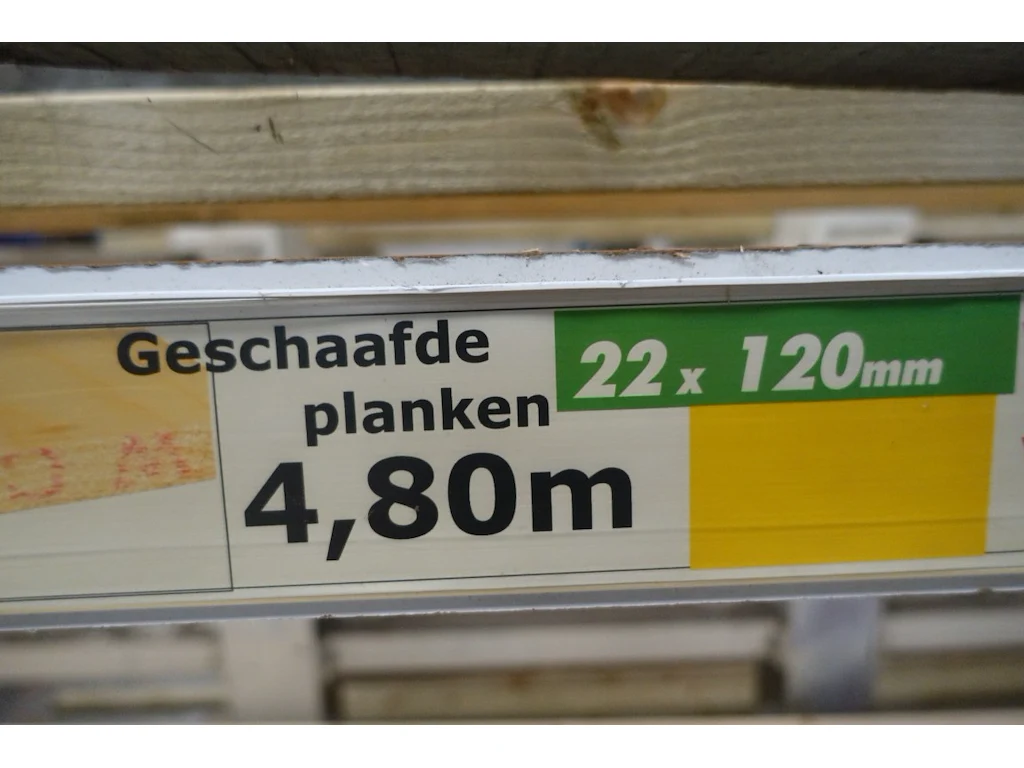 Geschaafde
planken
4,80m
22 x 120mm